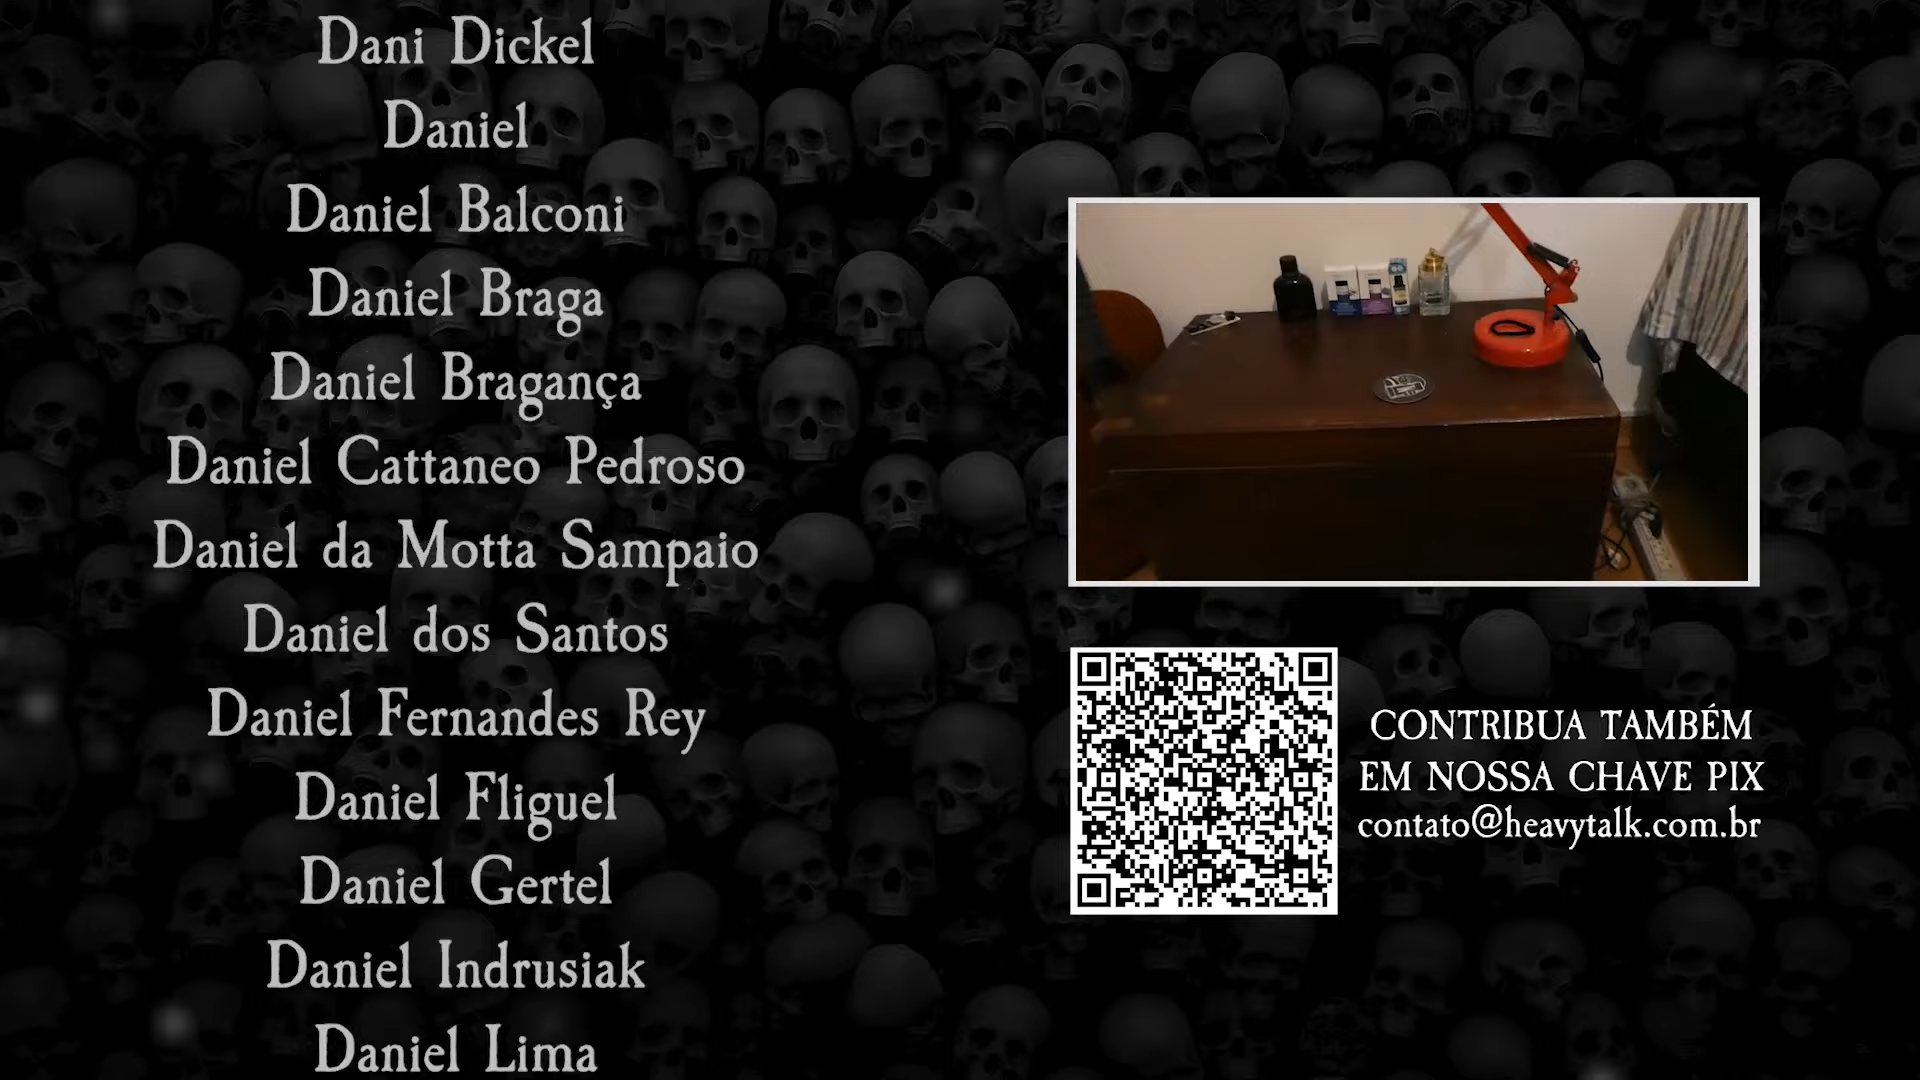 Dani Dickel
Daniel
Daniel Balconi
Daniel Braga
Daniel Bragança
Daniel Cattaneo Pedroso
Daniel da Motta Sampaio
Daniel dos Santos
Daniel Fernandes Rey
Daniel Fliguel
Daniel Gertel
Daniel Indrusiak
Daniel Lima
CONTRIBUA TAMBÉM
EM NOSSA CHAVE PIX
contato@heavytalk.com.br